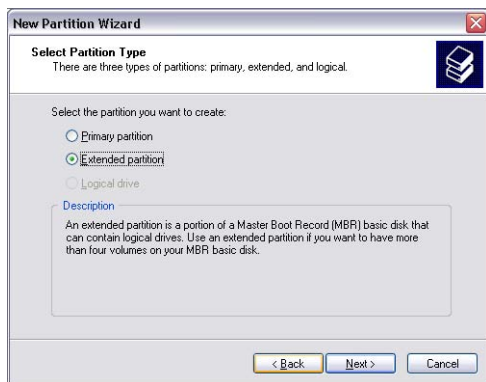 New Partition Wizard
Select Partition Type
There are three types of partitions: primary, extended, and logical.
Select the partition you want to create:
Primary partition
Extended partition
Logical drive
Description
An extended partition is a portion of a Master Boot Record (MBR) basic disk that
can contain logical drives. Use an extended partition if you want to have more
than four volumes on your MBR basic disk.
< Back Next > Cancel